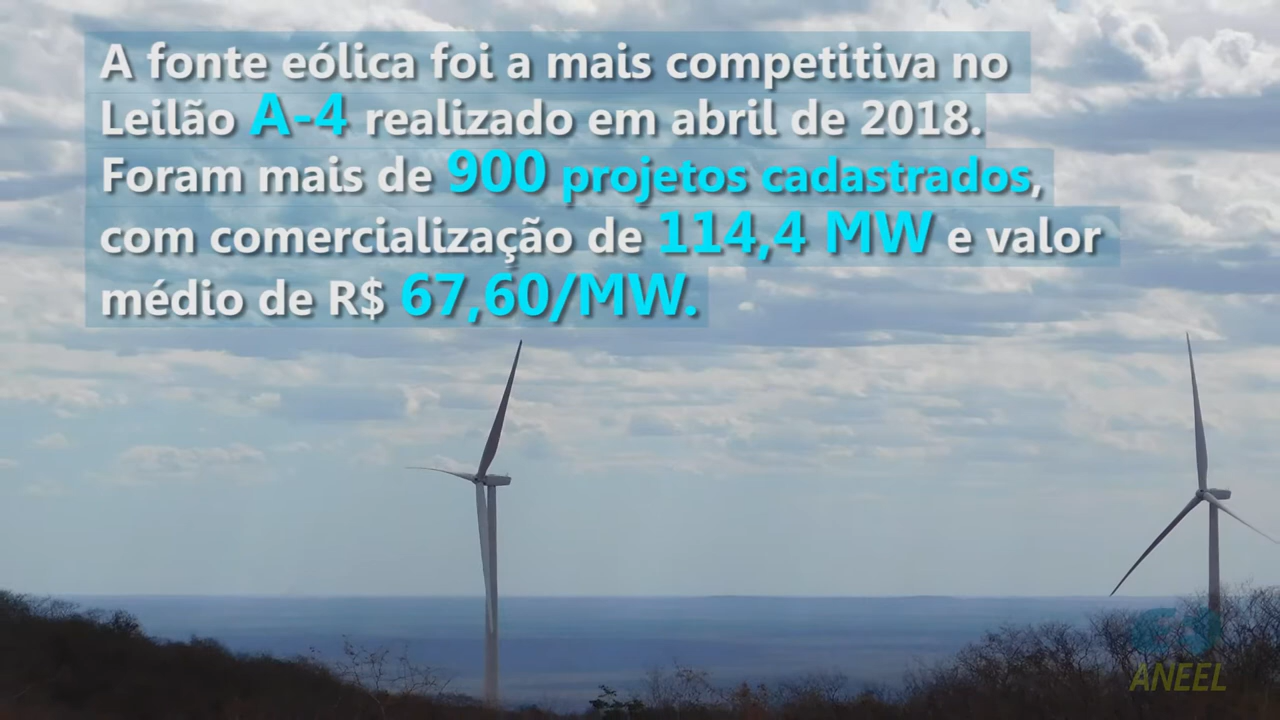 A fonte eólica foi a mais competitiva no
Leilão A-4 realizado em abril de 2018.
Foram mais de 900 projetos cadastrados,
com comercialização de 114,4 MW e valor
médio de R$ 67,60/MW.
ANEEL